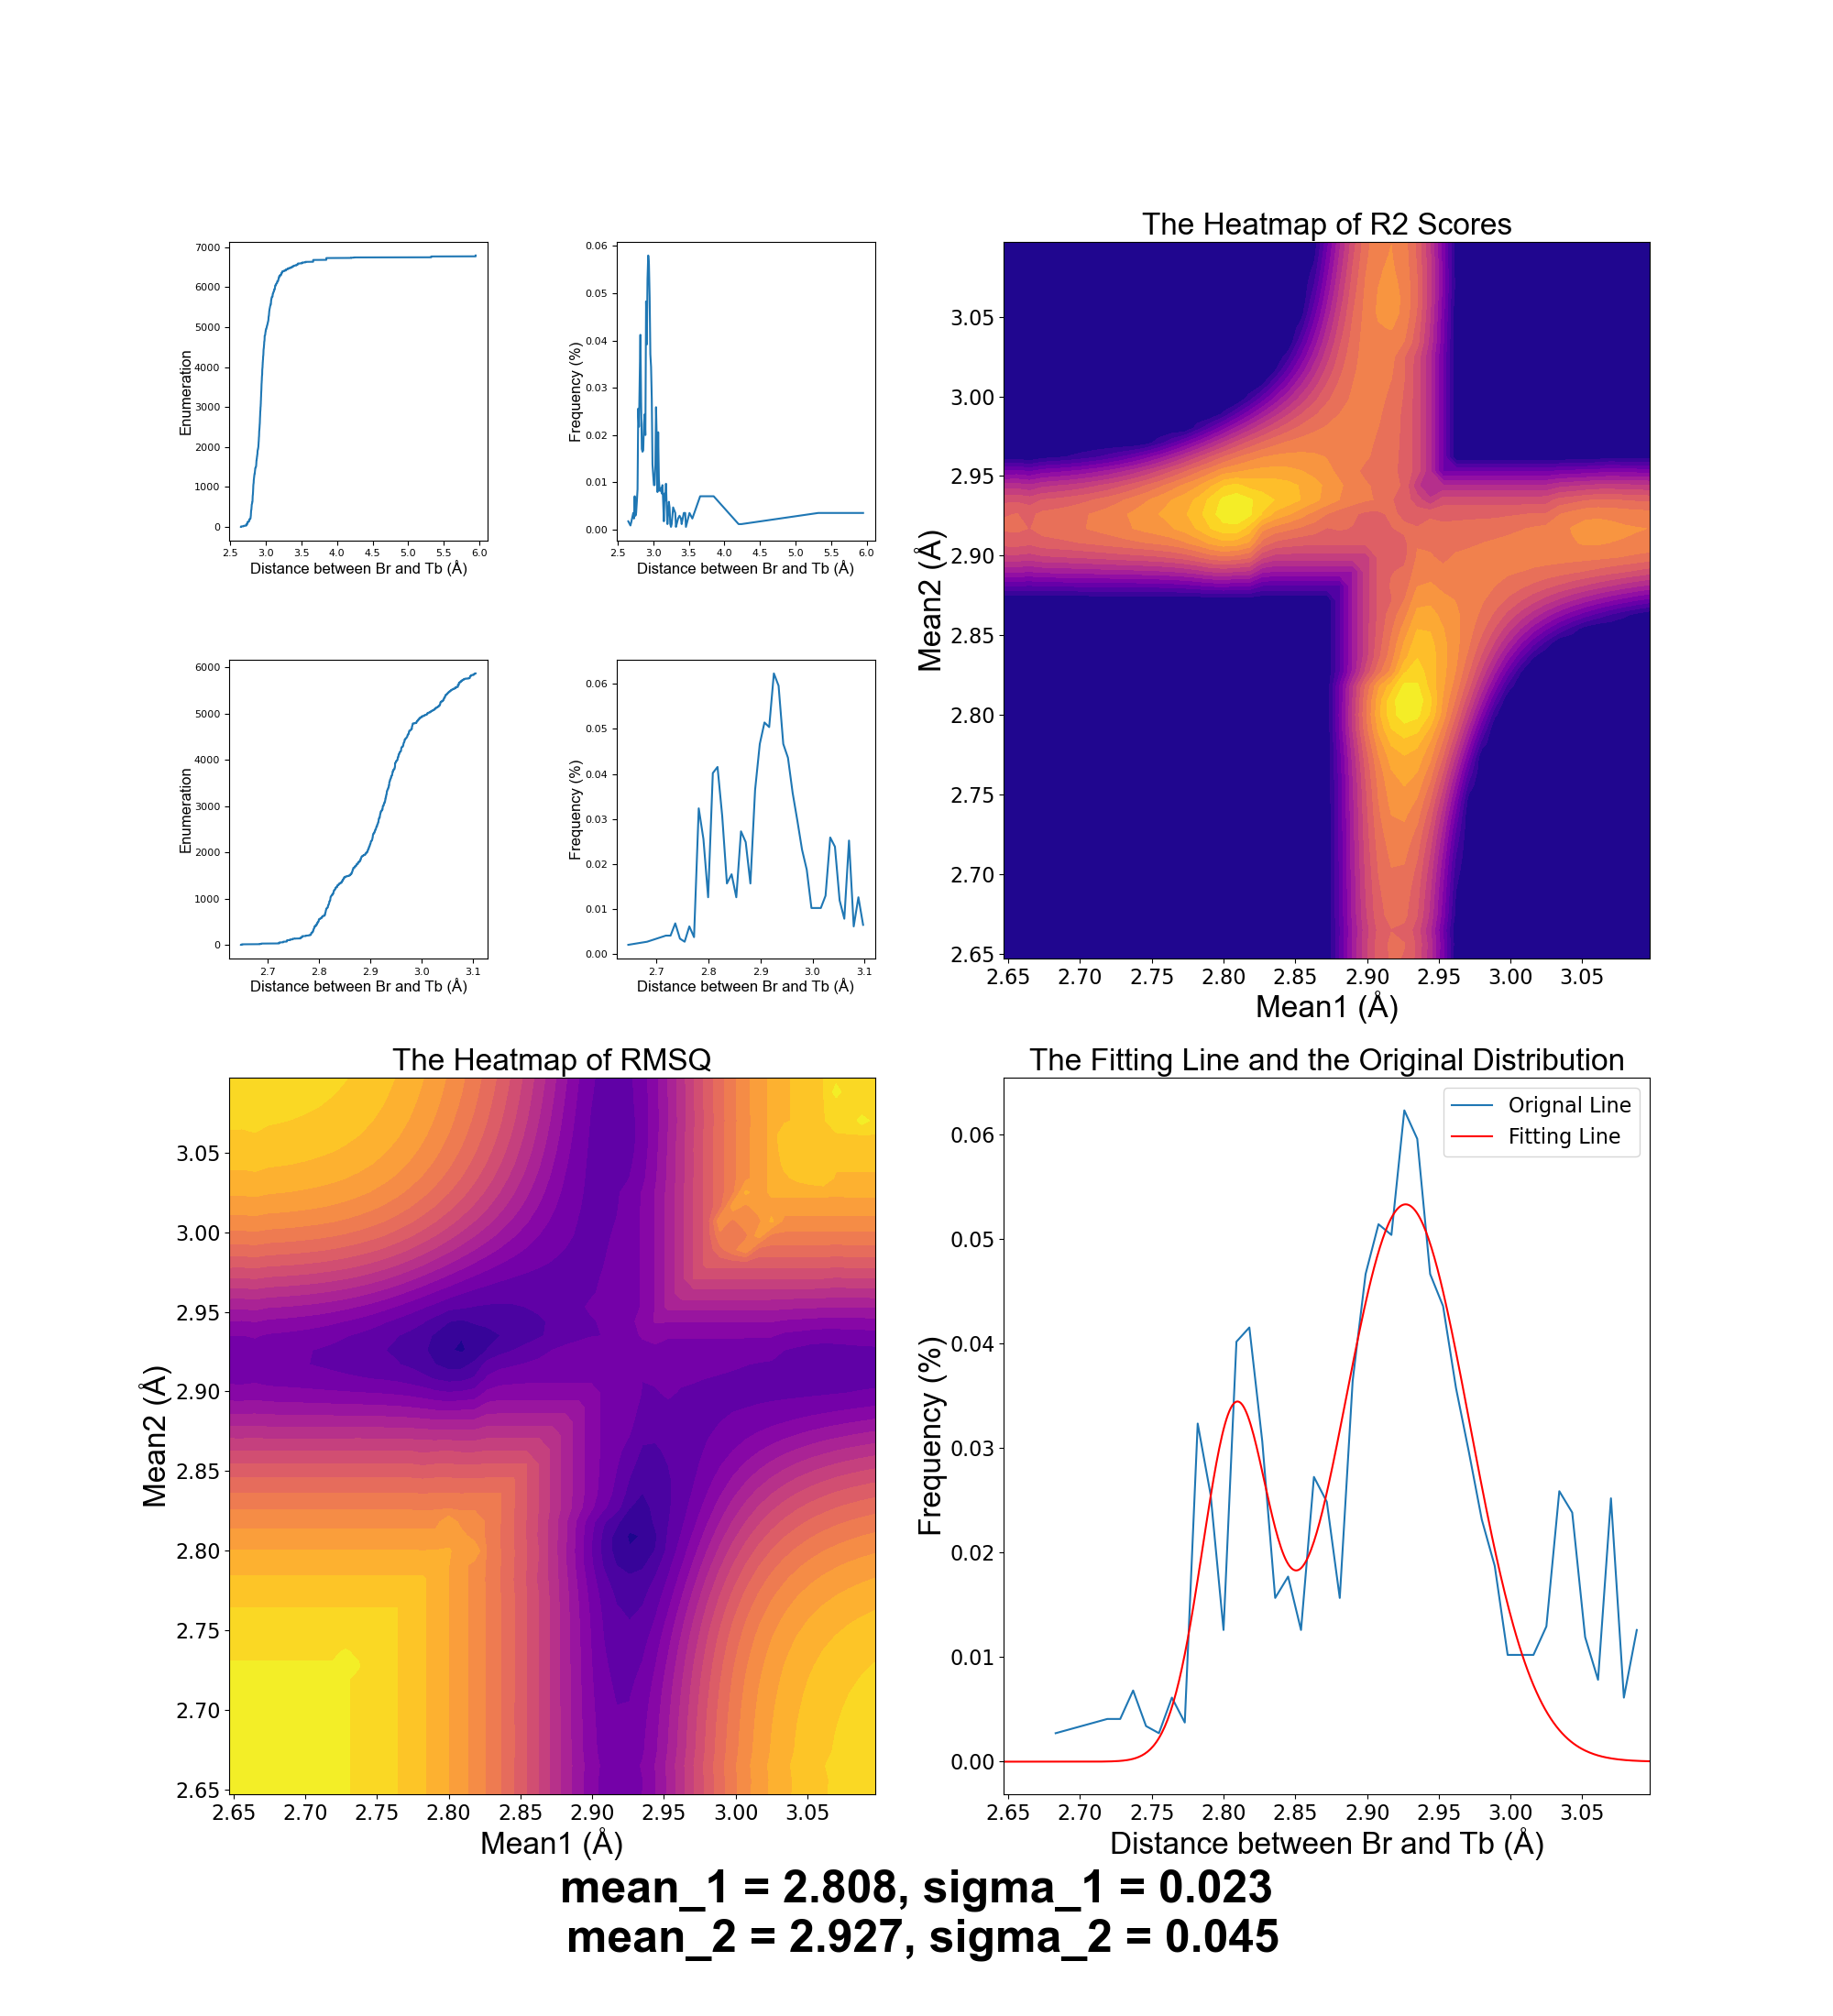 7000
6000
5000
4000
3000
2000
1000
0
Enumeration
2.5 3.0 3.5 4.0 4.5 5.0 5.5 6.0
Distance between Br and Tb (Å)
0.06
0.05
0.04
0.03
0.02
0.01
0.00
Frequency (%)
2.5 3.0 3.5 4.0 4.5 5.0 5.5 6.0
Distance between Br and Tb (Å)
The Heatmap of R2 Scores
3.05
3.00
2.95
2.90
2.85
2.80
2.75
2.70
2.65
Mean2 (Å)
2.65 2.70 2.75 2.80 2.85 2.90 2.95 3.00 3.05
Mean1 (Å)
6000
5000
4000
3000
2000
1000
0
Enumeration
2.7 2.8 2.9 3.0 3.1
Distance between Br and Tb (Å)
0.06
0.05
0.04
0.03
0.02
0.01
0.00
Frequency (%)
2.7 2.8 2.9 3.0 3.1
Distance between Br and Tb (Å)
The Heatmap of RMSQ
3.05
3.00
2.95
2.90
2.85
2.80
2.75
2.70
2.65
Mean2 (Å)
2.65 2.70 2.75 2.80 2.85 2.90 2.95 3.00 3.05
Mean1 (Å)
The Fitting Line and the Original Distribution
Orignal Line
Fitting Line
0.06
0.05
0.04
0.03
0.02
0.01
0.00
Frequency (%)
2.65 2.70 2.75 2.80 2.85 2.90 2.95 3.00 3.05
Distance between Br and Tb (Å)
mean_1 = 2.808, sigma_1 = 0.023
mean_2 = 2.927, sigma_2 = 0.045